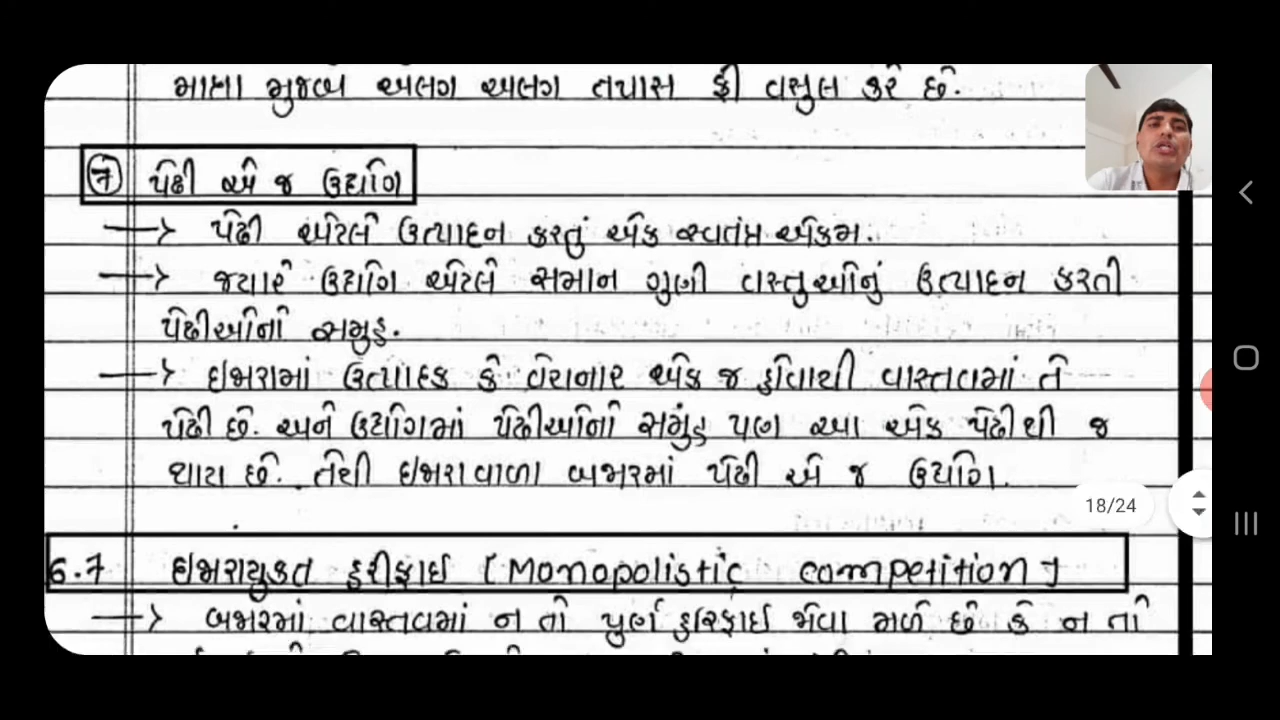 માત્રા મુજબ અલગ અલગ તપાસ ફી વસુલ કરે છે.
7 પેઢી એ જ ઉદ્યોગ
→ પેઢી એટલે ઉત્પાદન કરતું એક સ્વતંત્ર એકમ.
→ જ્યારે ઉદ્યોગ એટલે સમાન ગુણી વસ્તુઓનું ઉત્પાદન કરતી
પેઢીઓનો સમુહ.
→ ઇજારામાં ઉત્પાદક કે વેચનાર એક જ હોવાથી વાસ્તવમાં તે
પેઢી છે. અને ઉદ્યોગમાં પેઢીઓનો સમુંહ પણ આ એક પેઢીથી જ
થાય છે. તેથી ઇજારાવાળા બજારમાં પેઢી એ જ ઉદ્યોગ.
18/24
6.7 ઇજારાયુક્ત હરીફાઇ (Monopolistic competition)
→ બજારમાં વાસ્તવમાં ન તો પુર્ણ હરિફાઇ જોવા મળે છે કે ન તો